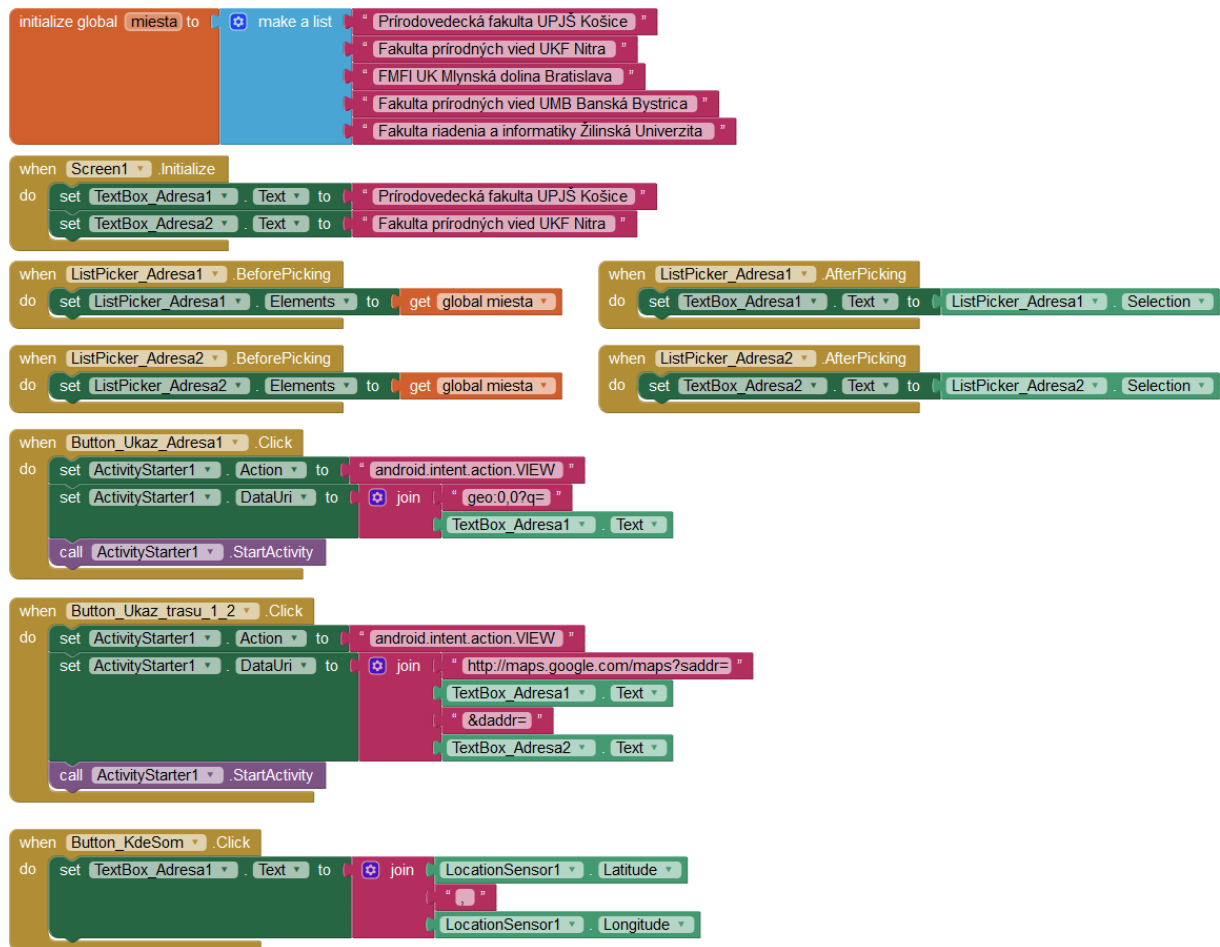 initialize global miesta to make a list " Prírodovedecká fakulta UPJŠ Košice "
" Fakulta prírodných vied UKF Nitra "
" FMFI UK Mlynská dolina Bratislava "
" Fakulta prírodných vied UMB Banská Bystrica "
" Fakulta riadenia a informatiky Žilinská Univerzita "
when Screen1 .Initialize
do set TextBox_Adresa1 . Text to " Prírodovedecká fakulta UPJŠ Košice "
set TextBox_Adresa2 . Text to " Fakulta prírodných vied UKF Nitra "
when ListPicker_Adresa1 .BeforePicking
do set ListPicker_Adresa1 . Elements to get global miesta
when ListPicker_Adresa1 .AfterPicking
do set TextBox_Adresa1 . Text to ListPicker_Adresa1 . Selection
when ListPicker_Adresa2 .BeforePicking
do set ListPicker_Adresa2 . Elements to get global miesta
when ListPicker_Adresa2 .AfterPicking
do set TextBox_Adresa2 . Text to ListPicker_Adresa2 . Selection
when Button_Ukaz_Adresa1 .Click
do set ActivityStarter1 . Action to " android.intent.action.VIEW "
set ActivityStarter1 . DataUri to join " geo:0,0?q= "
TextBox_Adresa1 . Text
call ActivityStarter1 .StartActivity
when Button_Ukaz_trasu_1_2 .Click
do set ActivityStarter1 . Action to " android.intent.action.VIEW "
set ActivityStarter1 . DataUri to join " http://maps.google.com/maps?saddr= "
TextBox_Adresa1 . Text
" &daddr= "
TextBox_Adresa2 . Text
call ActivityStarter1 .StartActivity
when Button_KdeSom .Click
do set TextBox_Adresa1 . Text to join LocationSensor1 . Latitude
" , "
LocationSensor1 . Longitude